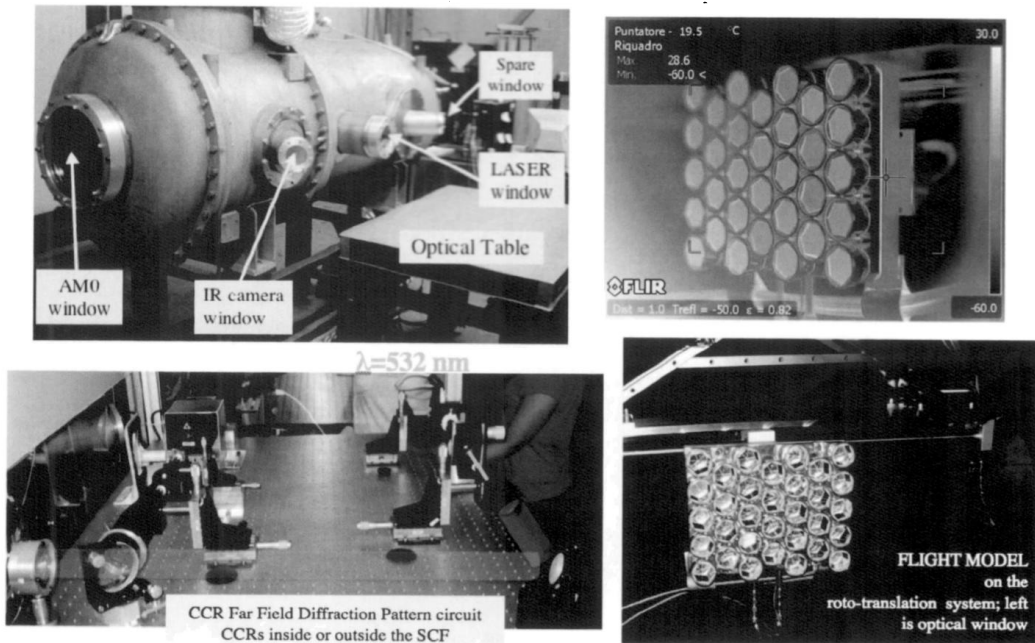 Spare
window
LASER
window
Optical Table
AM0
window
IR camera
window
Puntatore - 19.5 °C
Riquadro
Max 28.6
Min. -60.0 <
30.0
FLIR
Dist = 1.0 Trefl = -50.0 ε = 0.82
-60.0
λ=532 nm
CCR Far Field Diffraction Pattern circuit
CCRs inside or outside the SCF
FLIGHT MODEL
on the
roto-translation system; left
is optical window